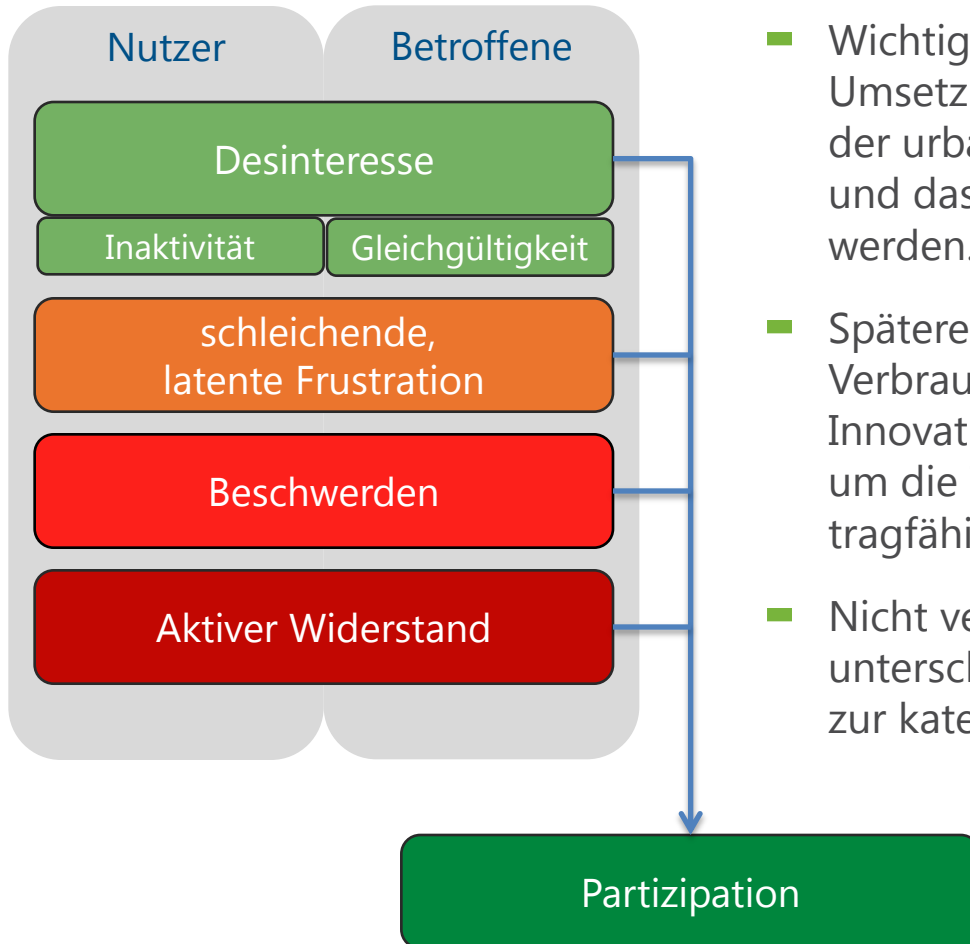 Nutzer
Betroffene
Desinteresse
Inaktivität
Gleichgültigkeit
schleichende,
latente Frustration
Beschwerden
Aktiver Widerstand
Partizipation
Wichtig
Umsetz
der urba
und das
werden.
Spätere
Verbrau
Innovat
um die
tragfähi
Nicht ve
untersch
zur kate